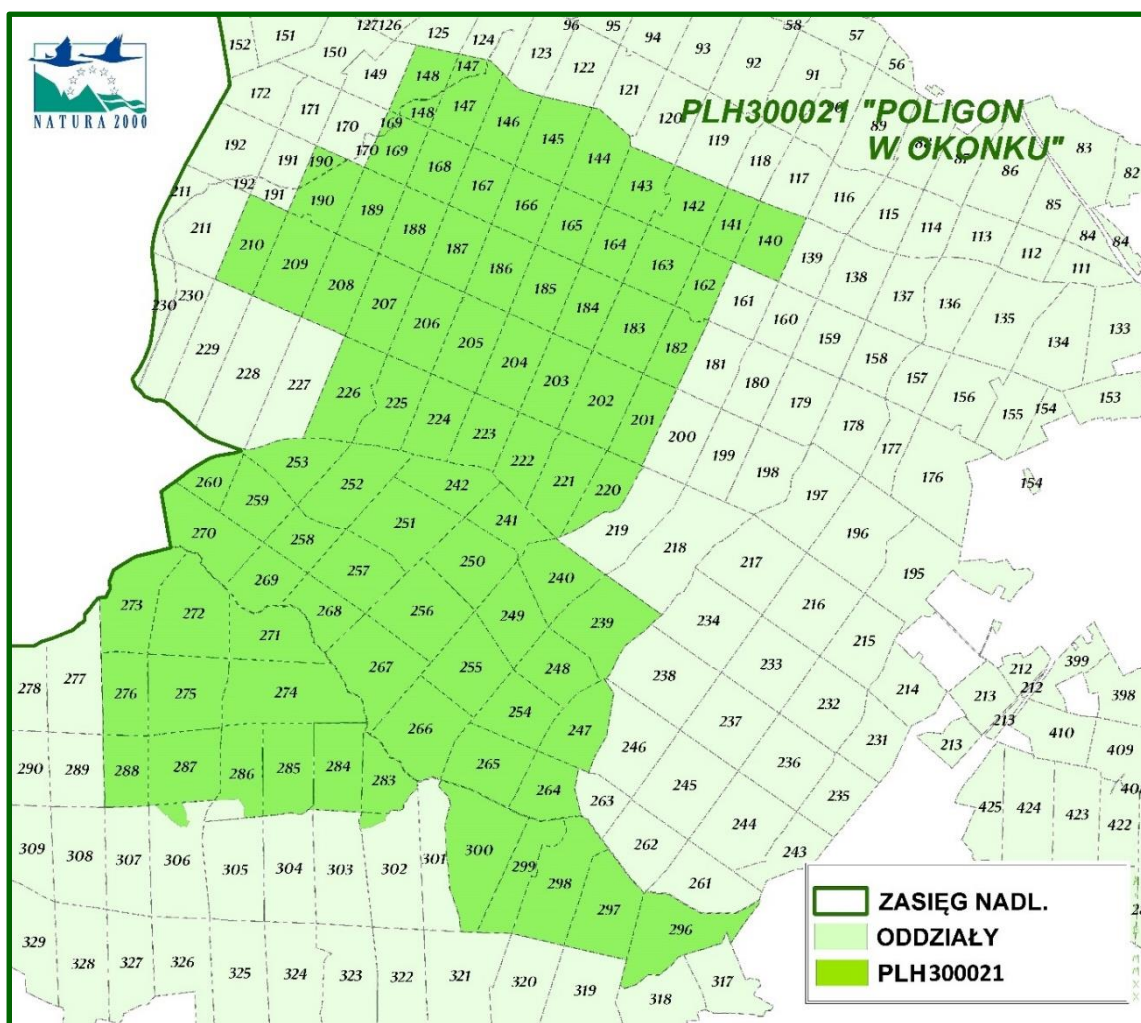 NATURA 2000
PLH300021 "POLIGON
W OKONKU"
152 151 150 127 126 125 124 123 96 95 94 93 58 57
172 171 149 148 147 122 121 92 91 56
192 191 190 170 169 148 147 146 145 120 119 89 86 83 82
211 192 191 190 170 169 168 167 144 143 118 117 116 85
211 210 189 188 166 165 142 141 140 115 114 113 84 84
230 230 209 208 187 186 164 163 162 139 138 112 111
229 207 206 185 184 183 161 160 137 136 135 133
228 227 205 204 182 181 159 158 134
226 225 203 202 201 180 179 157 156 155 154 153
253 224 223 222 200 199 178 177 176 154
260 259 252 242 221 220 198 197
270 258 251 241 219 218 196
273 272 269 257 250 240 217 195
271 268 256 249 239 234 216 215
278 277 276 275 274 267 255 248 238 233 214 213 212 212 399 398
290 289 288 287 286 285 284 283 266 265 254 247 246 237 232 231 213 213 410 409
264 263 245 236 235 425 424 423 422
309 308 307 306 305 304 303 302 301 300 299 298 262 244 243
329 328 327 326 325 324 323 322 321 320 319 297 296 261 318 317
ZASIĘG NADL.
ODDZIAŁY
PLH300021